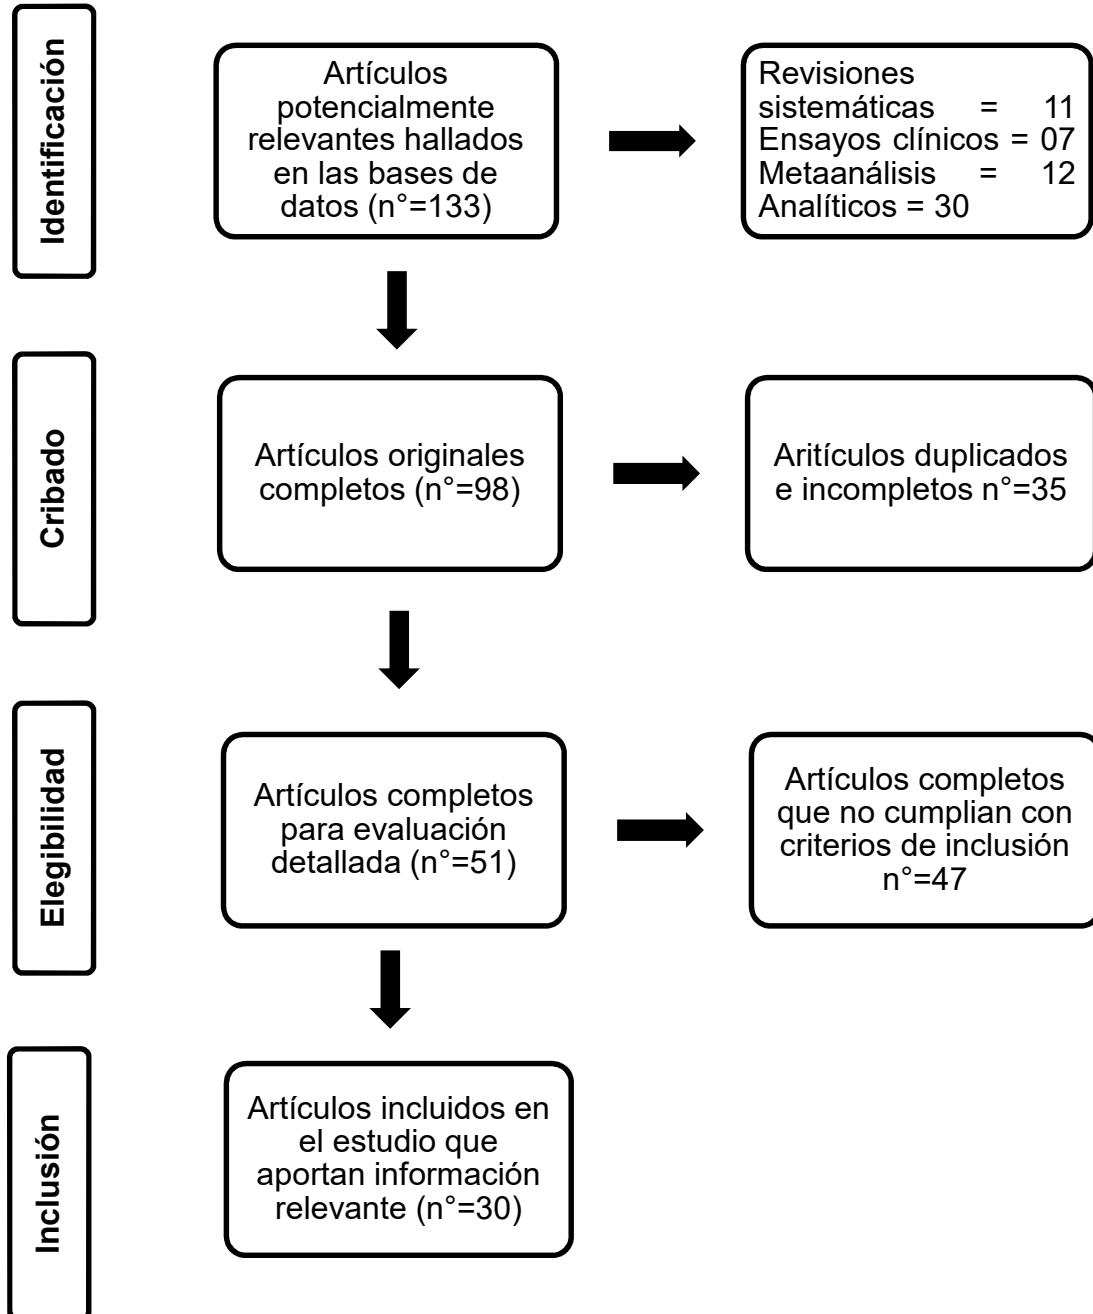 Identificación
Artículos
potencialmente
relevantes hallados
en las bases de
datos (n°=133)
Revisiones
sistemáticas = 11
Ensayos clínicos = 07
Metaanálisis = 12
Analíticos = 30
Cribado
Artículos originales
completos (n°=98)
Aritículos duplicados
e incompletos n°=35
Elegibilidad
Artículos completos
para evaluación
detallada (n°=51)
Artículos completos
que no cumplian con
criterios de inclusión
n°=47
Inclusión
Artículos incluidos en
el estudio que
aportan información
relevante (n°=30)